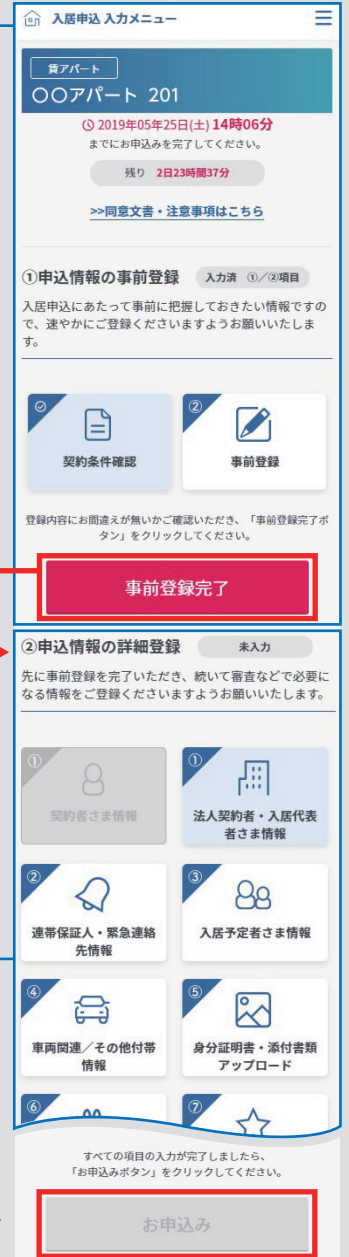 入居申込 入力メニュー
賃アパート
〇〇アパート 201
2019年05年25日(土) 14時06分
までにお申込みを完了してください。
残り 2日23時間37分
>>同意文書・注意事項はこちら
①申込情報の事前登録 入力済 ①／②項目
入居申込にあたって事前に把握しておきたい情報ですの
で、速やかにご登録くださいますようお願いいたしま
す。
契約条件確認
②
事前登録
登録内容にお間違えが無いかご確認いただき、「事前登録完了ボ
タン」をクリックしてください。
事前登録完了
②申込情報の詳細登録 未入力
先に事前登録を完了いただき、続いて審査などで必要に
なる情報をご登録くださいますようお願いいたします。
①
契約者さま情報
①
法人契約者・入居代表
者さま情報
②
連帯保証人・緊急連絡
先情報
③
入居予定者さま情報
④
車両関連／その他付帯
情報
⑤
身分証明書・添付書類
アップロード
⑥
⑦
すべての項目の入力が完了しましたら、
「お申込みボタン」をクリックしてください。
お申込み